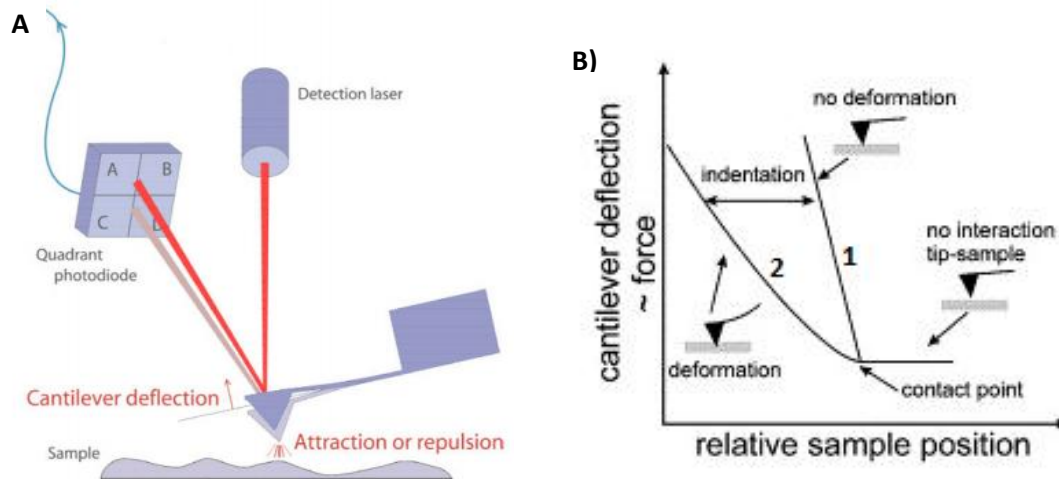 A
Detection laser
A
B
C
D
Quadrant
photodiode
Cantilever deflection
Attraction or repulsion
Sample
B)
no deformation
indentation
no interaction
tip-sample
2
1
deformation
contact point
cantilever deflection
~ force
relative sample position